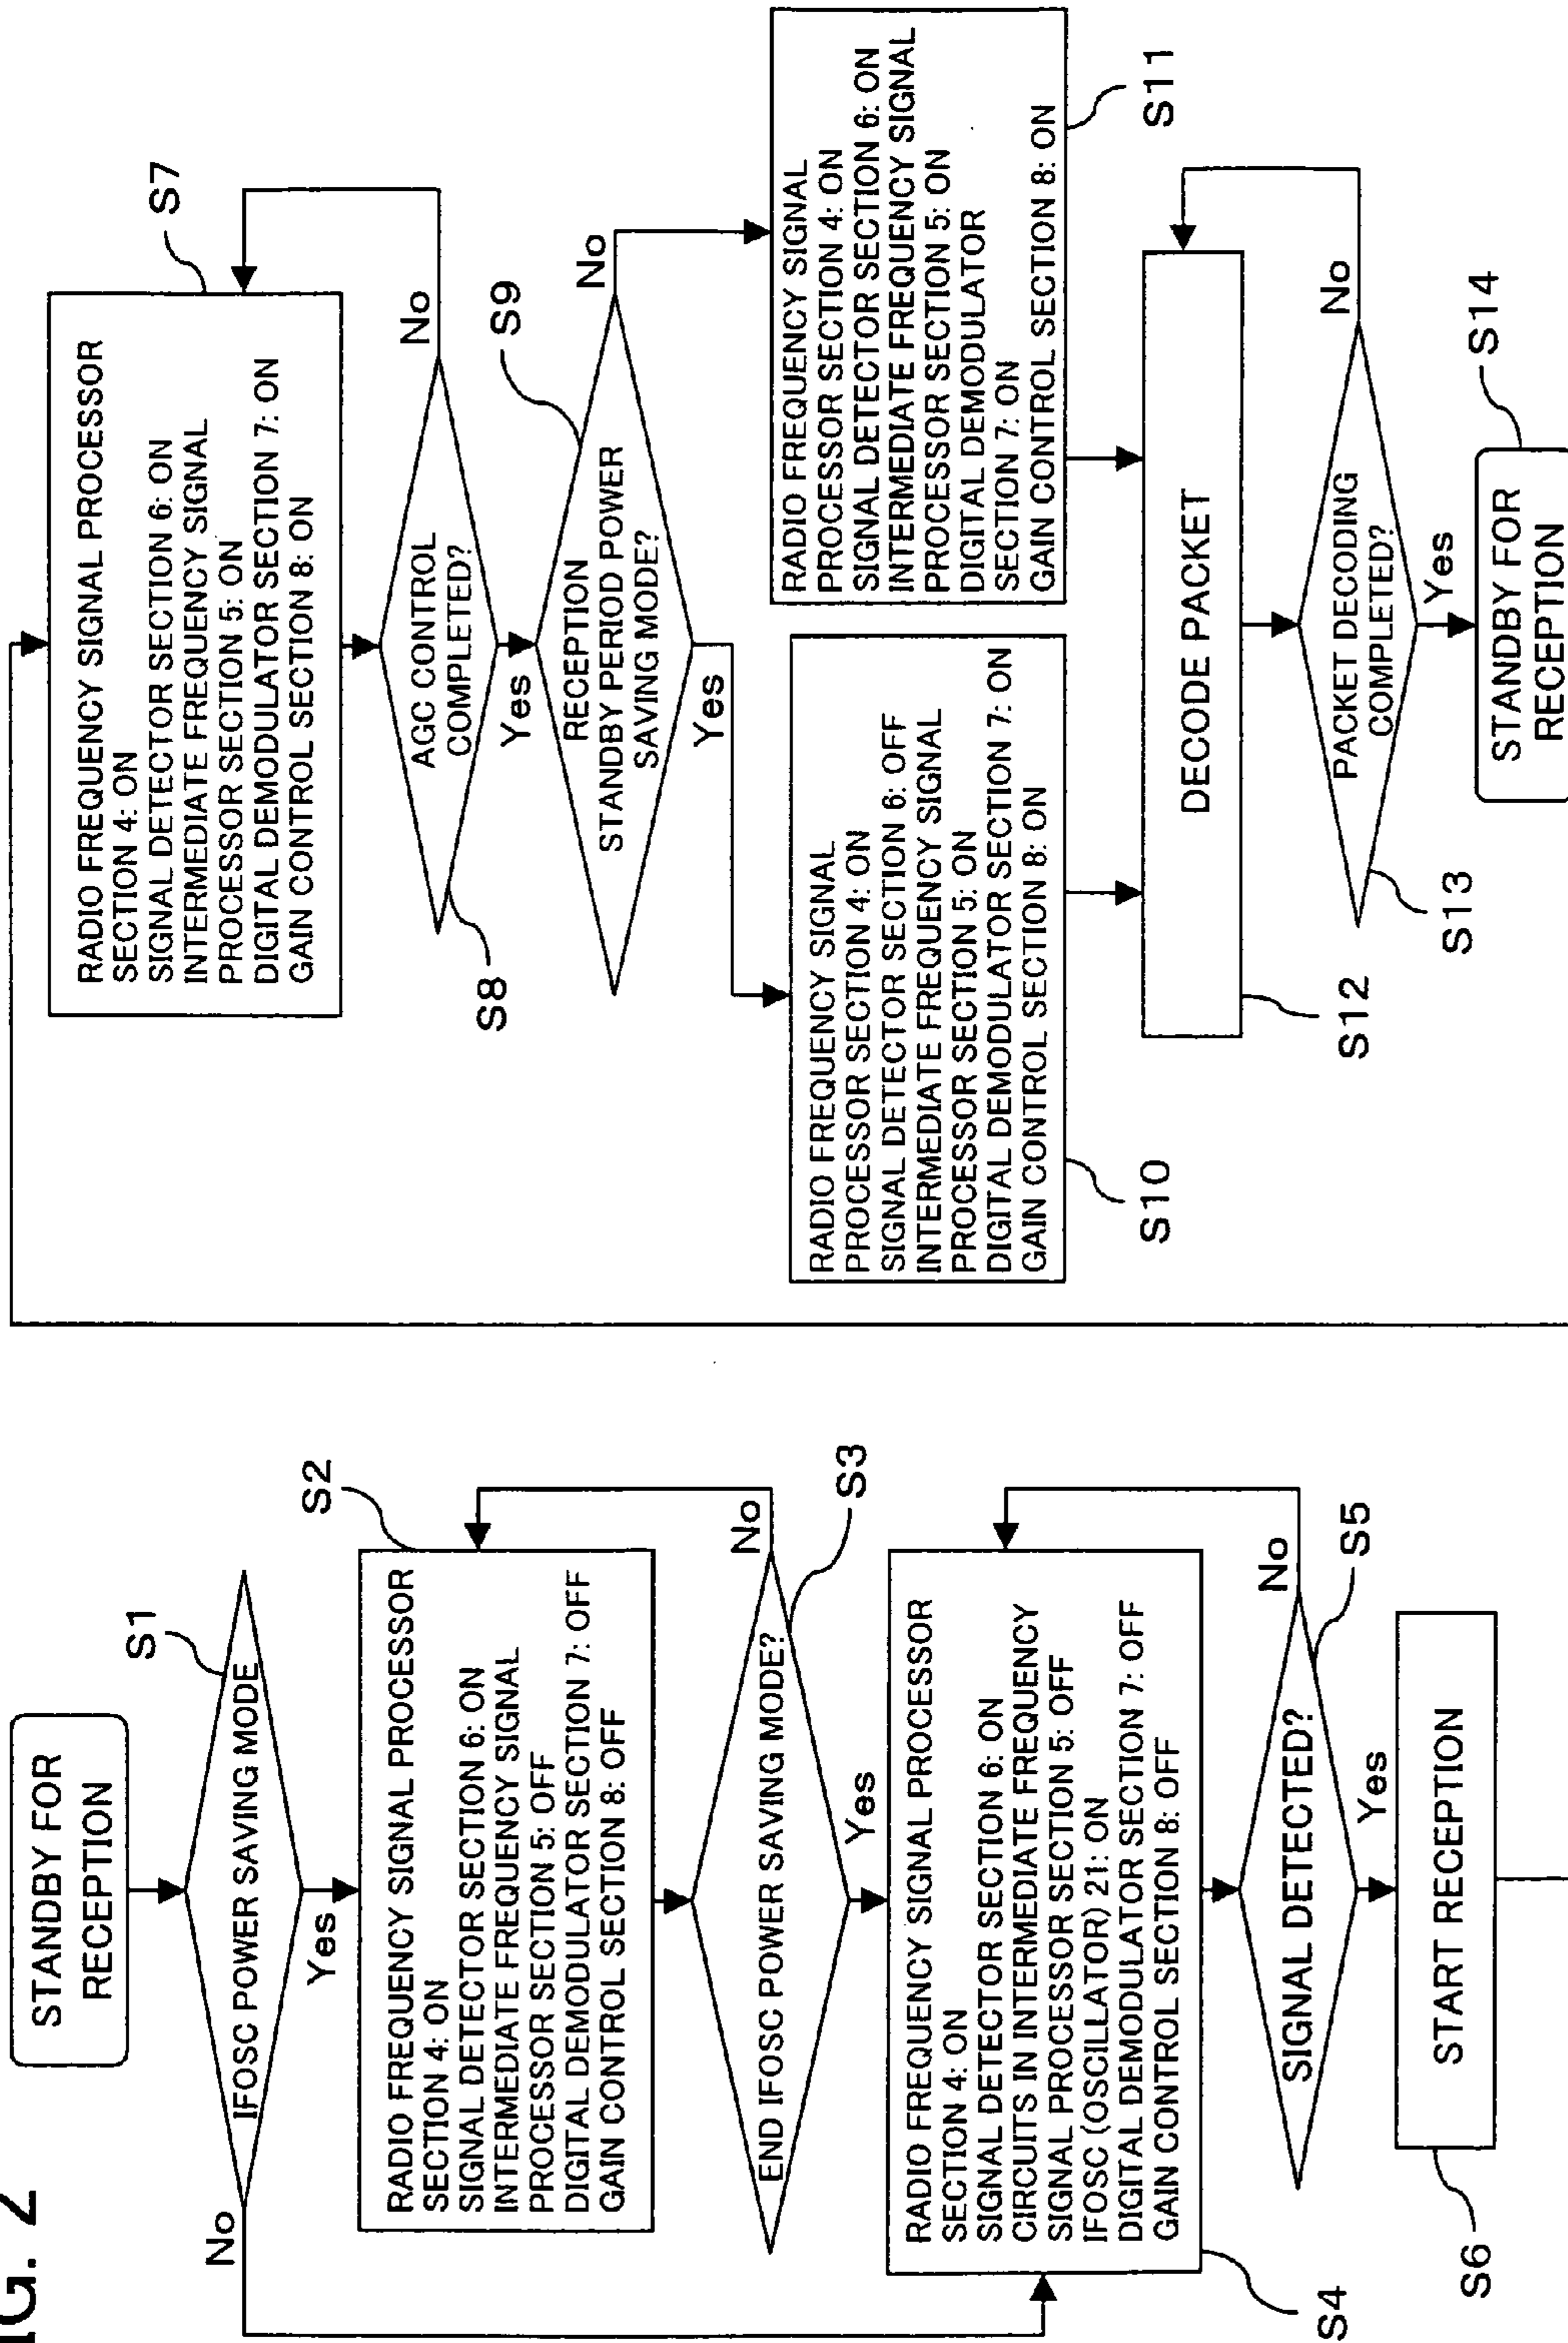 IG. 2
STANDBY FOR
RECEPTION
S1
IFOSC POWER SAVING MODE
No
Yes
S2
RADIO FREQUENCY SIGNAL PROCESSOR
SECTION 4: ON
SIGNAL DETECTOR SECTION 6: ON
INTERMEDIATE FREQUENCY SIGNAL
PROCESSOR SECTION 5: OFF
DIGITAL DEMODULATOR SECTION 7: OFF
GAIN CONTROL SECTION 8: OFF
No
END IFOSC POWER SAVING MODE?
S3
Yes
RADIO FREQUENCY SIGNAL PROCESSOR
SECTION 4: ON
SIGNAL DETECTOR SECTION 6: ON
CIRCUITS IN INTERMEDIATE FREQUENCY
SIGNAL PROCESSOR SECTION 5: OFF
IFOSC (OSCILLATOR) 21: ON
DIGITAL DEMODULATOR SECTION 7: OFF
GAIN CONTROL SECTION 8: OFF
S4
No
SIGNAL DETECTED?
S5
Yes
START RECEPTION
S6
S7
RADIO FREQUENCY SIGNAL PROCESSOR
SECTION 4: ON
SIGNAL DETECTOR SECTION 6: ON
INTERMEDIATE FREQUENCY SIGNAL
PROCESSOR SECTION 5: ON
DIGITAL DEMODULATOR SECTION 7: ON
GAIN CONTROL SECTION 8: ON
No
AGC CONTROL
COMPLETED?
S8
Yes
S9
RECEPTION
STANDBY PERIOD POWER
SAVING MODE?
No
Yes
RADIO FREQUENCY SIGNAL
PROCESSOR SECTION 4: ON
SIGNAL DETECTOR SECTION 6: OFF
INTERMEDIATE FREQUENCY SIGNAL
PROCESSOR SECTION 5: ON
DIGITAL DEMODULATOR SECTION 7: ON
GAIN CONTROL SECTION 8: ON
S10
RADIO FREQUENCY SIGNAL
PROCESSOR SECTION 4: ON
SIGNAL DETECTOR SECTION 6: ON
INTERMEDIATE FREQUENCY SIGNAL
PROCESSOR SECTION 5: ON
DIGITAL DEMODULATOR
SECTION 7: ON
GAIN CONTROL SECTION 8: ON
S11
DECODE PACKET
S12
No
PACKET DECODING
COMPLETED?
S13
Yes
S14
STANDBY FOR
RECEPTION